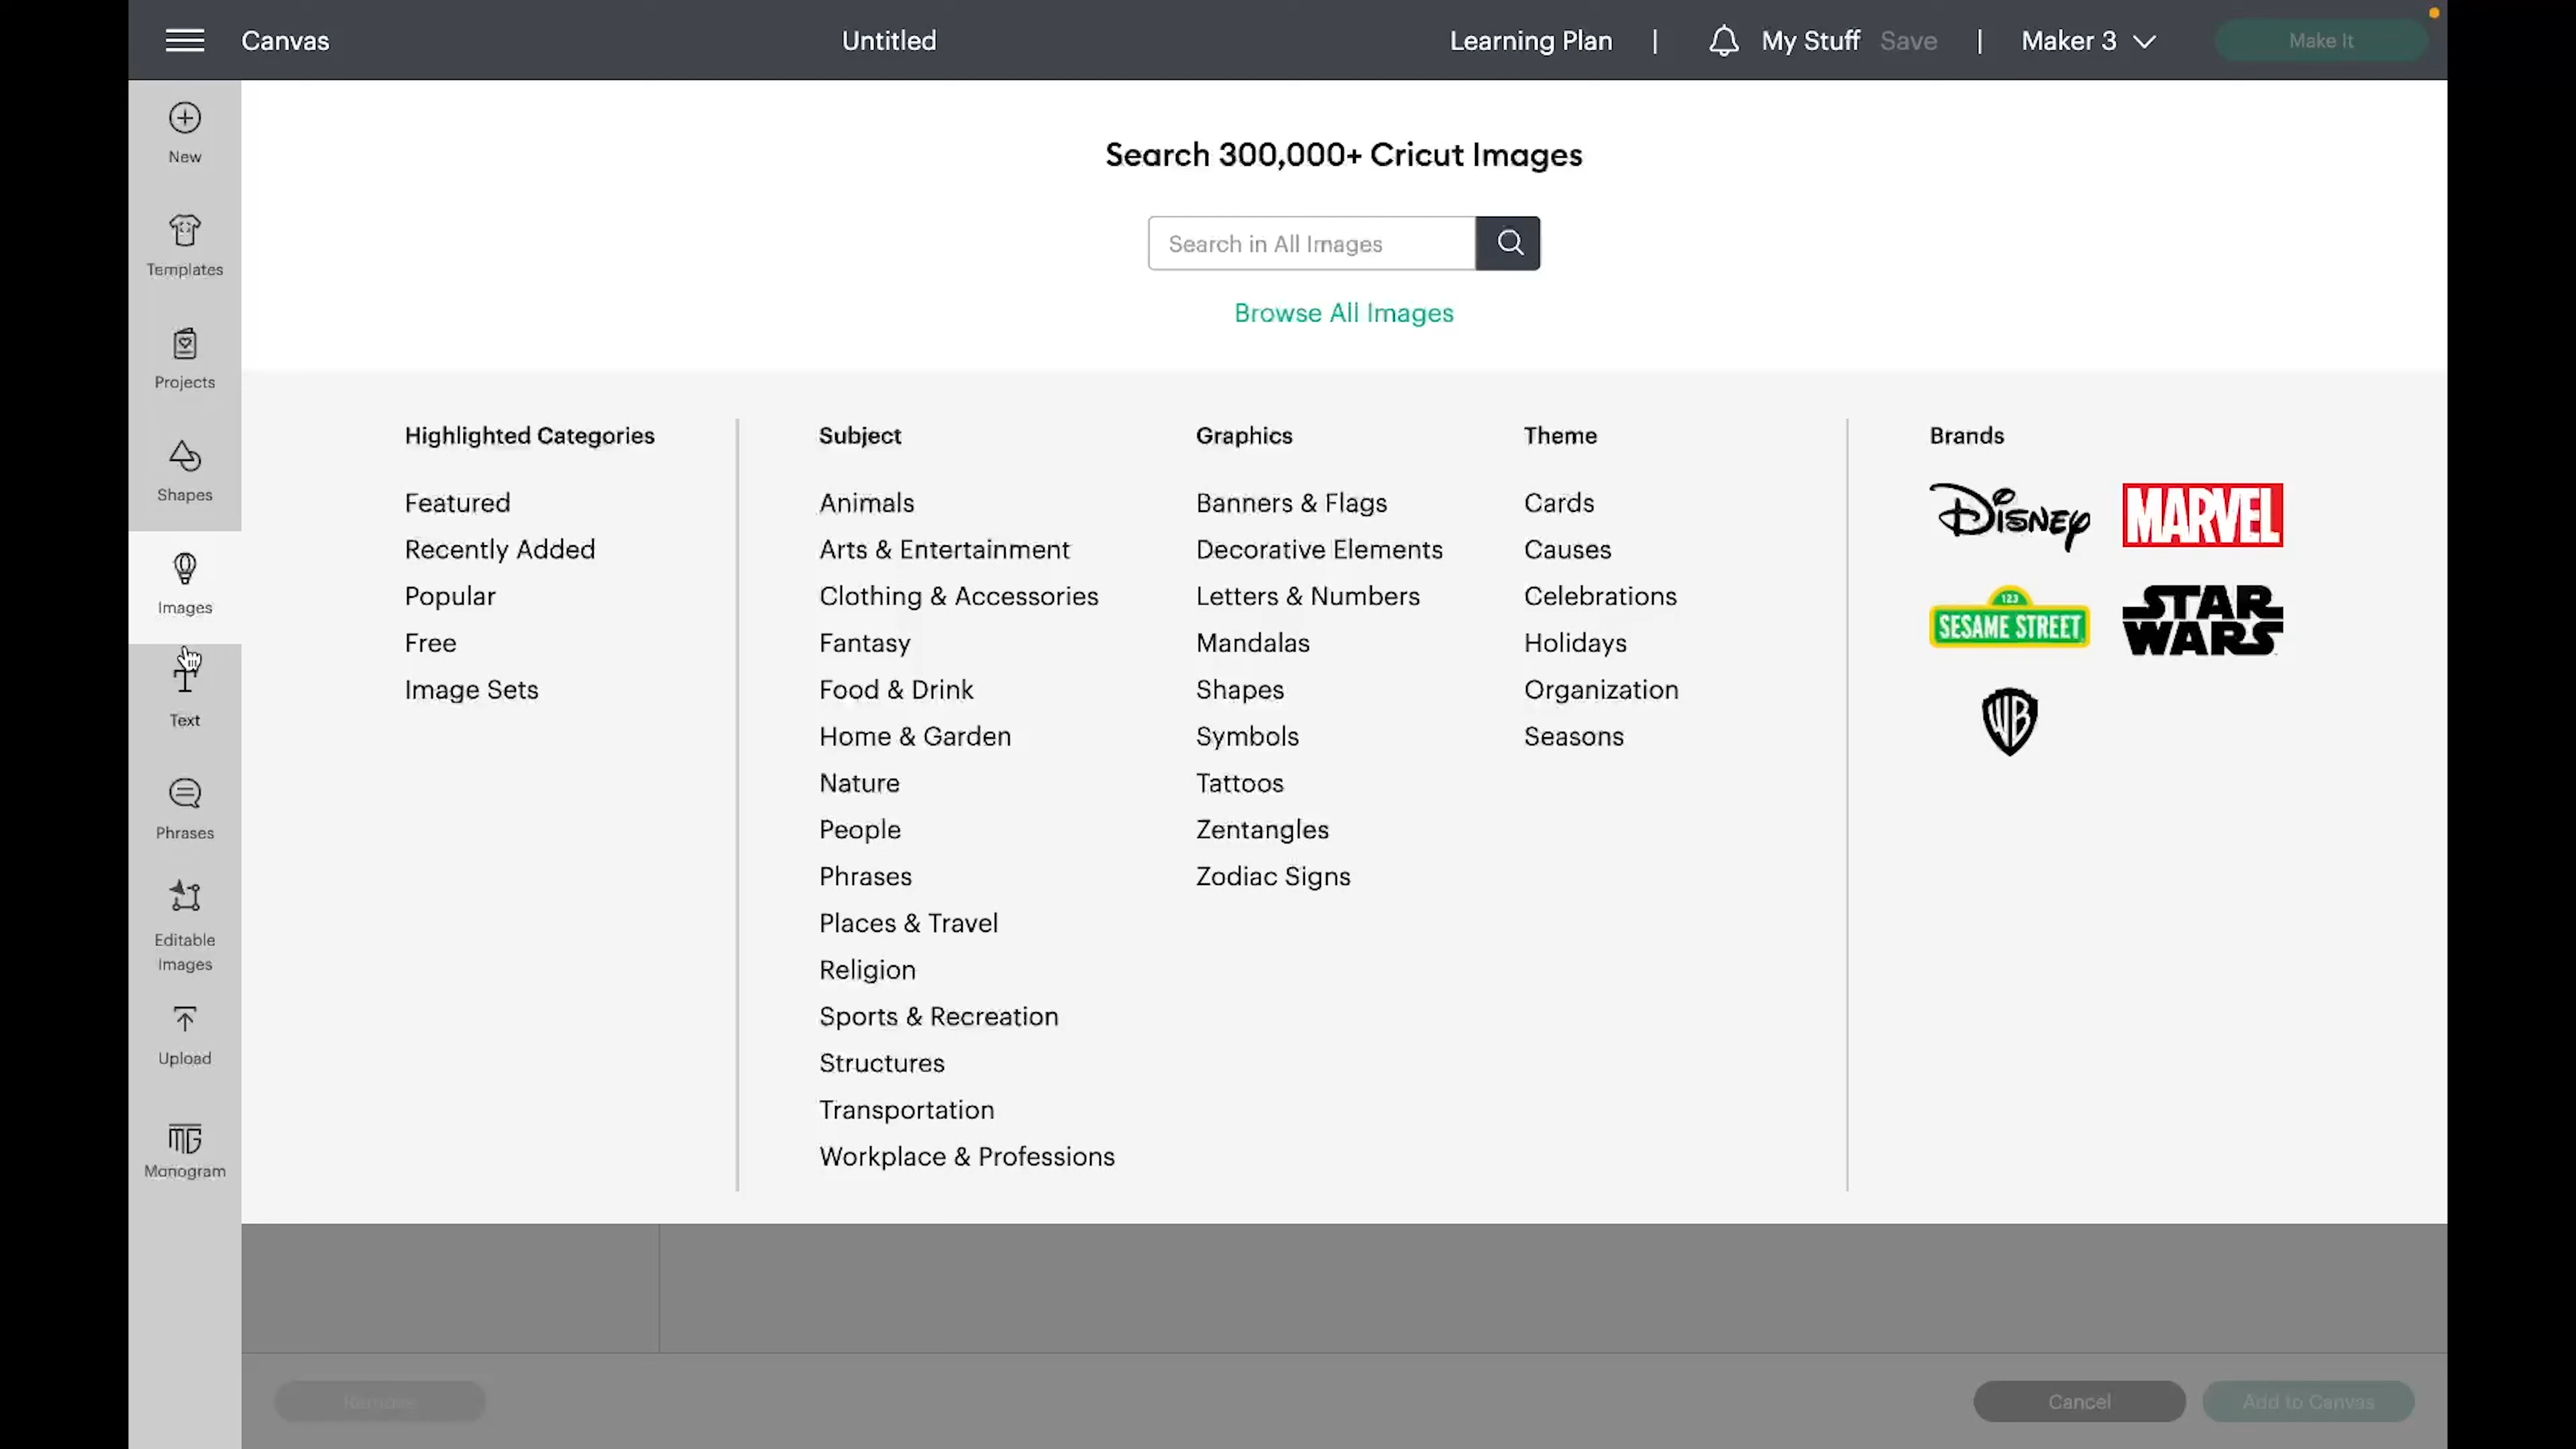 Canvas
Untitled
Learning Plan
My Stuff
Save
Maker 3
Make It
New
Templates
Projects
Shapes
Images
Text
Phrases
Editable
Images
Upload
Monogram
Search 300,000+ Cricut Images
Search in All Images
Browse All Images
Highlighted Categories
Featured
Recently Added
Popular
Free
Image Sets
Subject
Animals
Arts & Entertainment
Clothing & Accessories
Fantasy
Food & Drink
Home & Garden
Nature
People
Phrases
Places & Travel
Religion
Sports & Recreation
Structures
Transportation
Workplace & Professions
Graphics
Banners & Flags
Decorative Elements
Letters & Numbers
Mandalas
Shapes
Symbols
Tattoos
Zentangles
Zodiac Signs
Theme
Cards
Causes
Celebrations
Holidays
Organization
Seasons
Brands
Disney
MARVEL
123
SESAME STREET
STAR
WARS
WB
Cancel
Add to Canvas